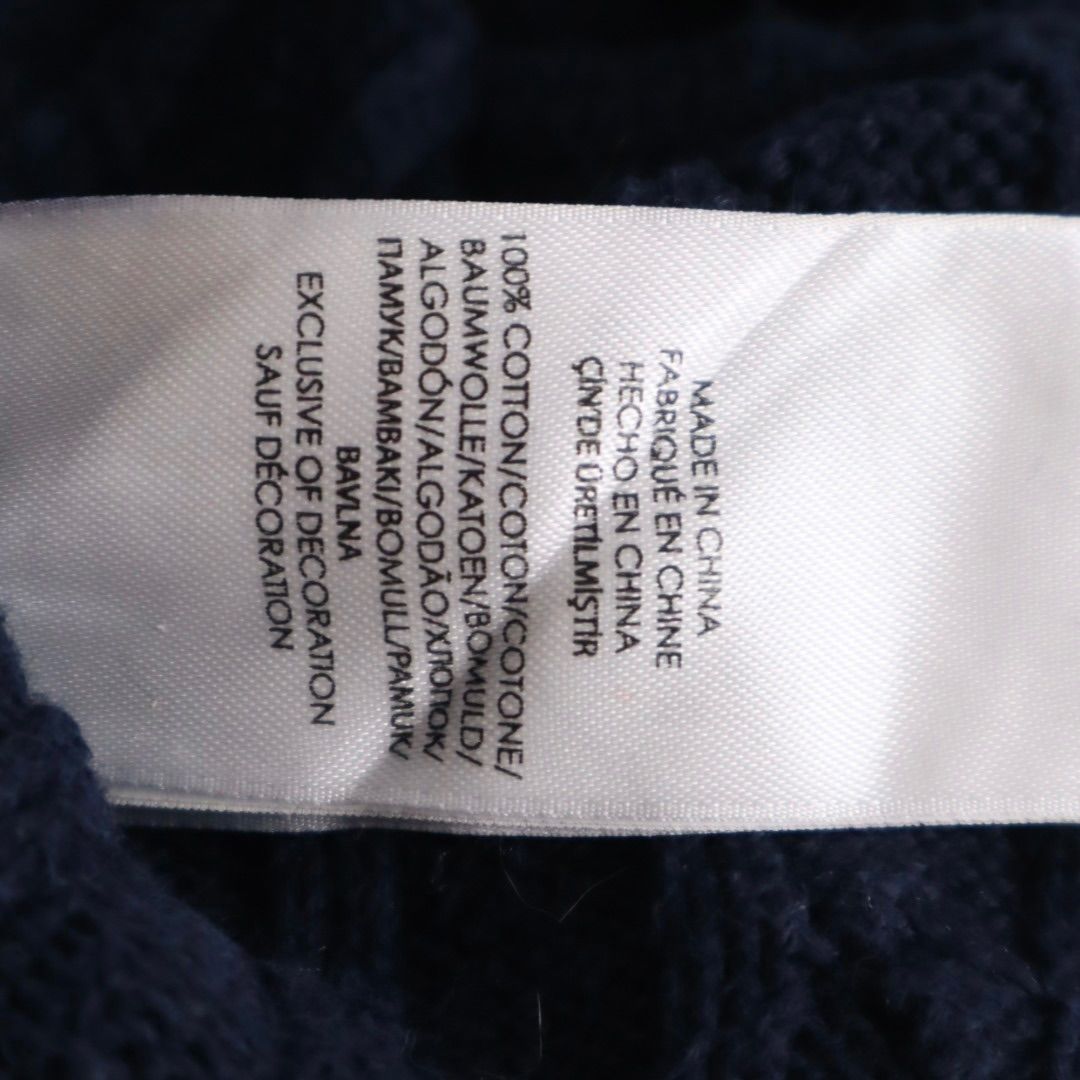 MADE IN CHINA
FABRIQUÉ EN CHINE
HECHO EN CHINA
ÇİN'DE ÜRETİLMİŞTİR
100% COTTON/COTON/COTONE/
BAUMWOLLE/KATOEN/BOMULD/
ALGODÓN/ALGODÃO/ХЛОПОК/
ПАМУК/BAMBAKI/BOMULL/PAMUK/
BAVLNA
EXCLUSIVE OF DECORATION
SAUF DÉCORATION